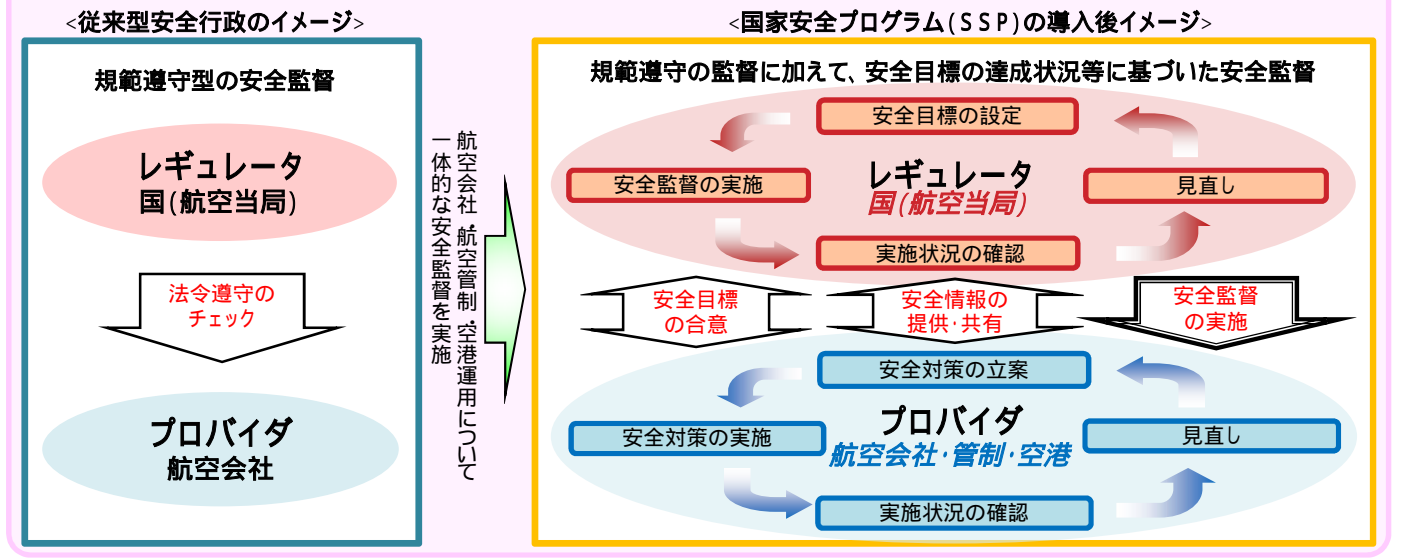 <従来型安全行政のイメージ>
規範遵守型の安全監督
レギュレータ
国(航空当局)
法令遵守の
チェック
プロバイダ
航空会社
航空会社・航空管制・空港運用について
一体的な安全監督を実施
<国家安全プログラム(SSP)の導入後イメージ>
規範遵守の監督に加えて、安全目標の達成状況等に基づいた安全監督
安全目標の設定
安全監督の実施
レギュレータ
国(航空当局)
見直し
実施状況の確認
安全目標
の合意
安全情報の
提供・共有
安全監督
の実施
安全対策の立案
安全対策の実施
プロバイダ
航空会社・管制・空港
見直し
実施状況の確認